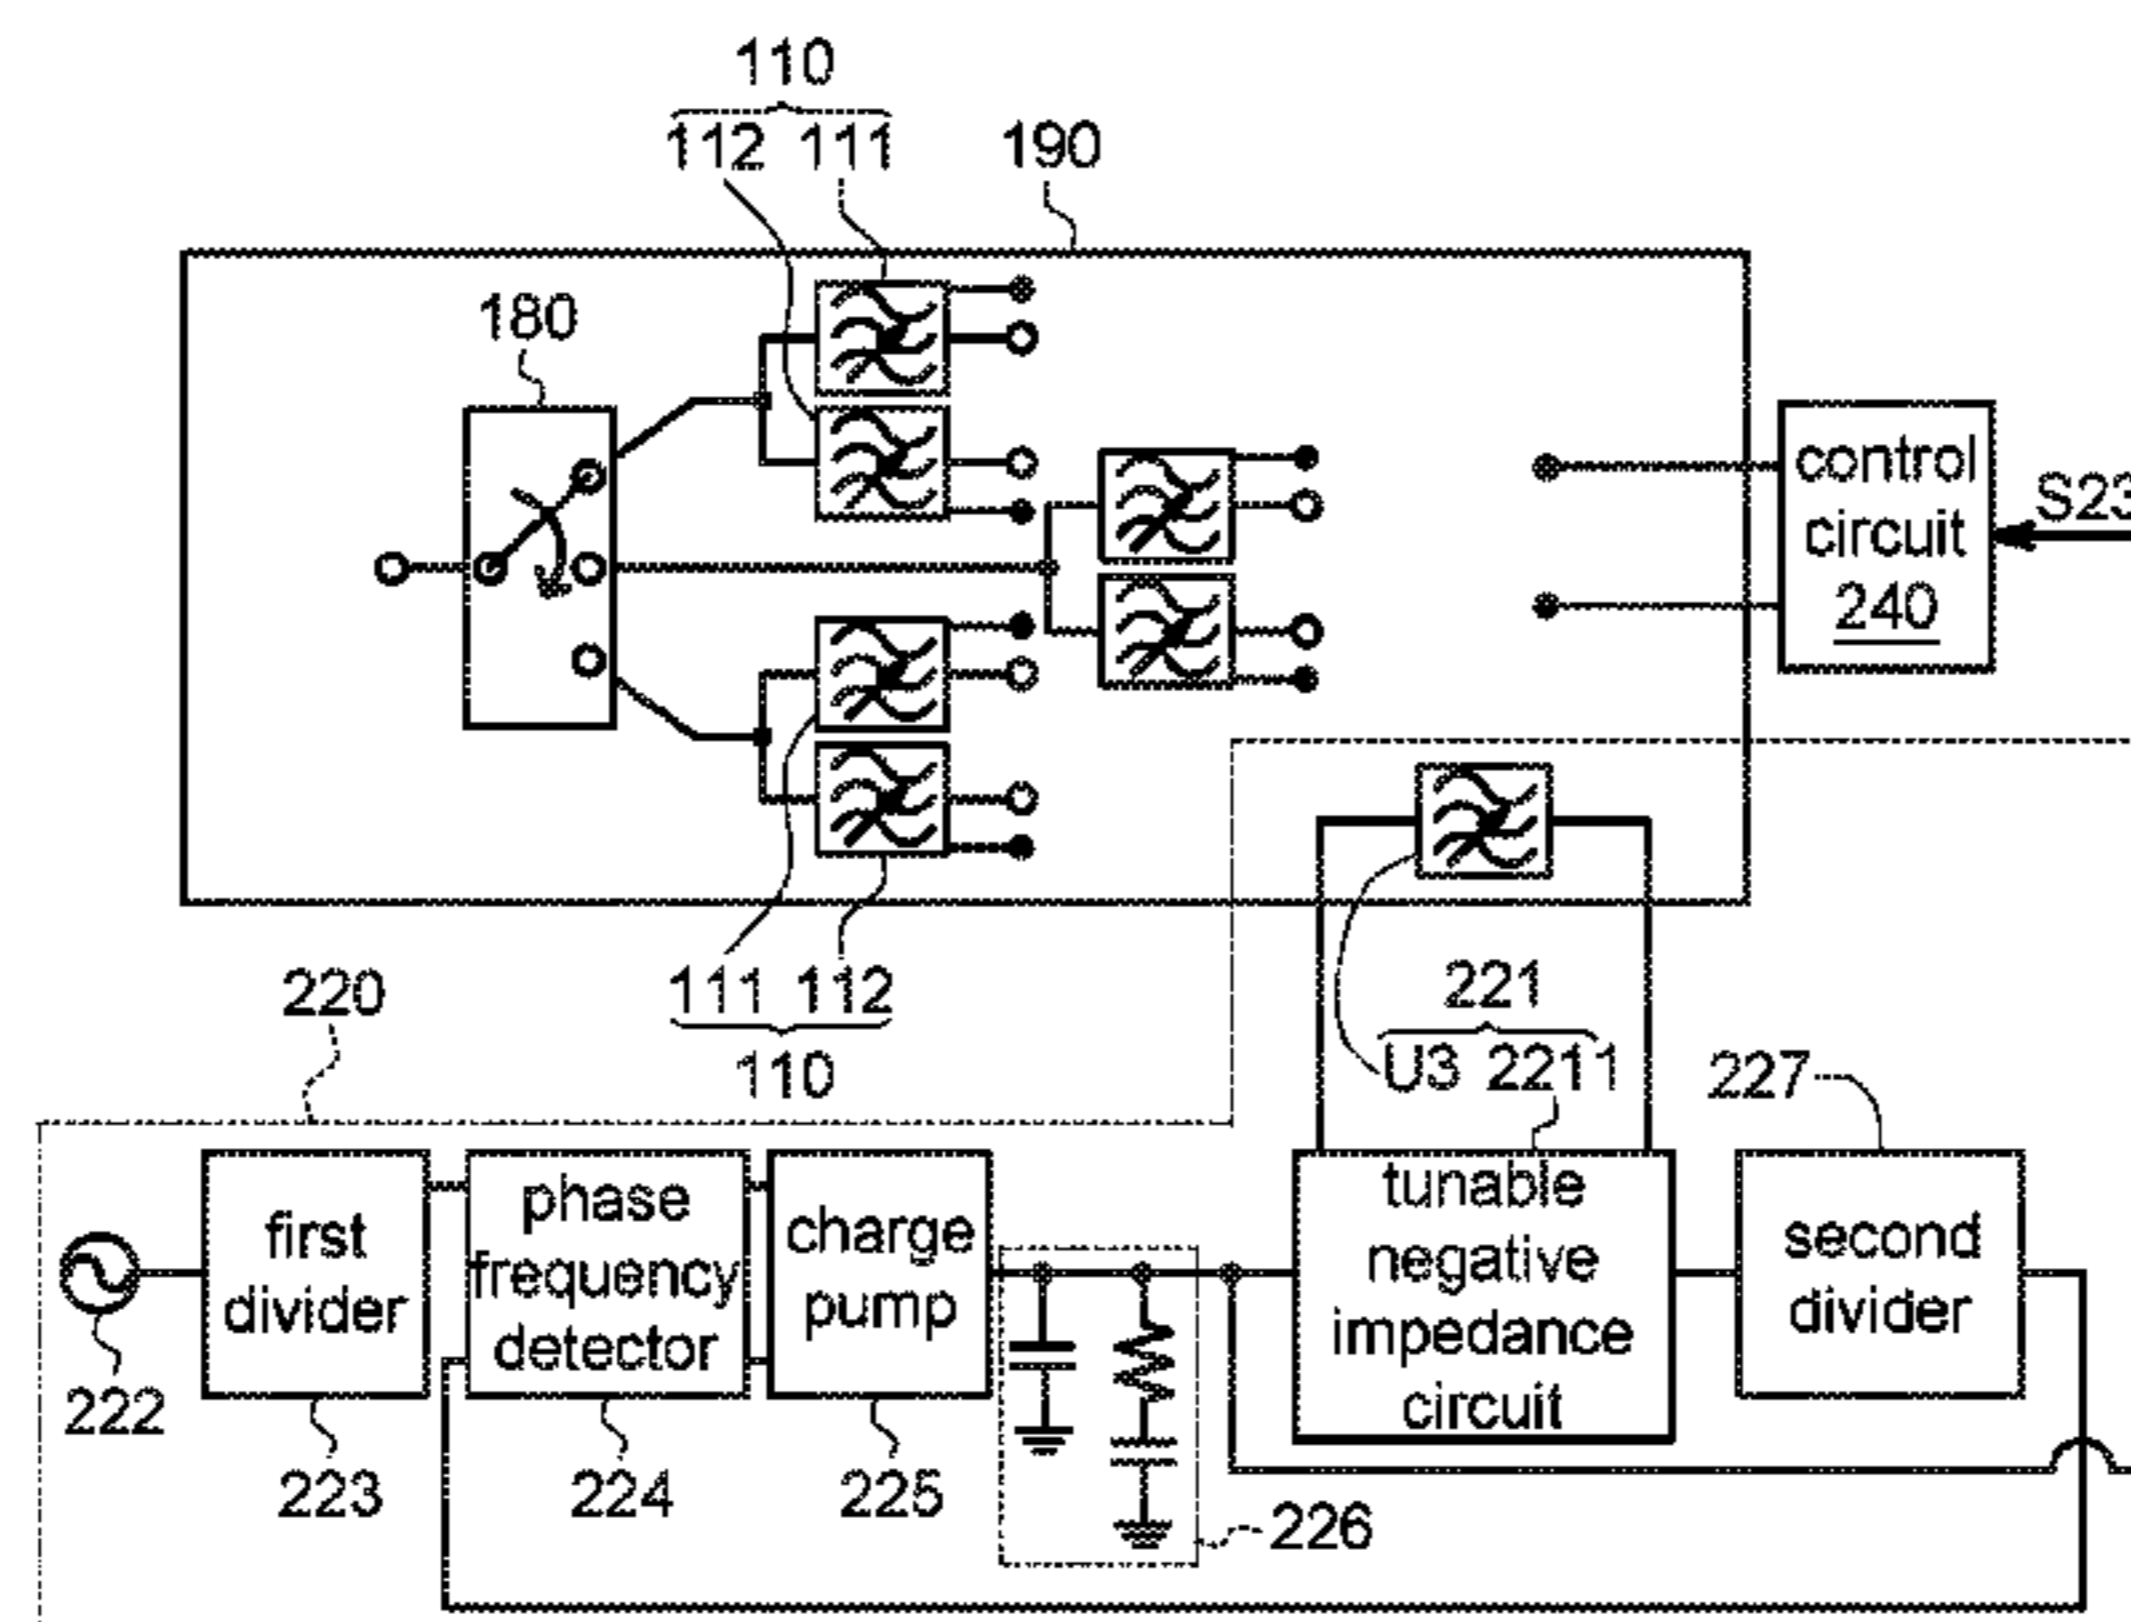 110
112 111
190
180
control
circuit
240
S23
111 112
110
220
221
U3 2211
227
first
divider
phase
frequency
detector
charge
pump
tunable
negative
impedance
circuit
second
divider
222
223
224
225
226